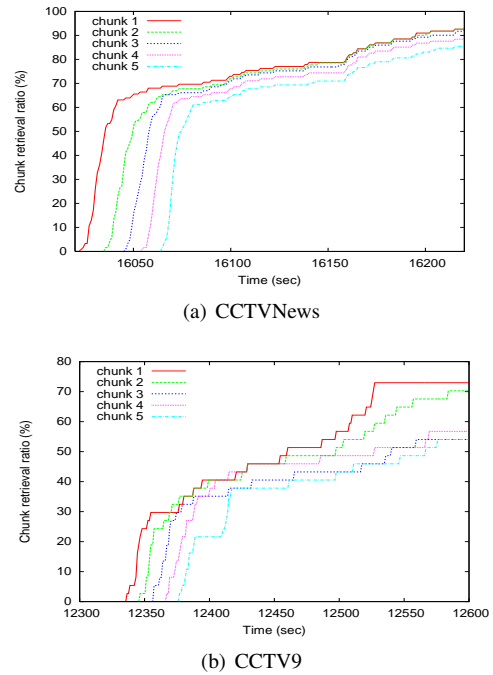 chunk 1
chunk 2
chunk 3
chunk 4
chunk 5
100
90
80
70
60
50
40
30
20
10
0
Chunk retrieval ratio (%)
16050 16100 16150 16200
Time (sec)
(a) CCTVNews
chunk 1
chunk 2
chunk 3
chunk 4
chunk 5
80
70
60
50
40
30
20
10
0
Chunk retrieval ratio (%)
12300 12350 12400 12450 12500 12550 12600
Time (sec)
(b) CCTV9